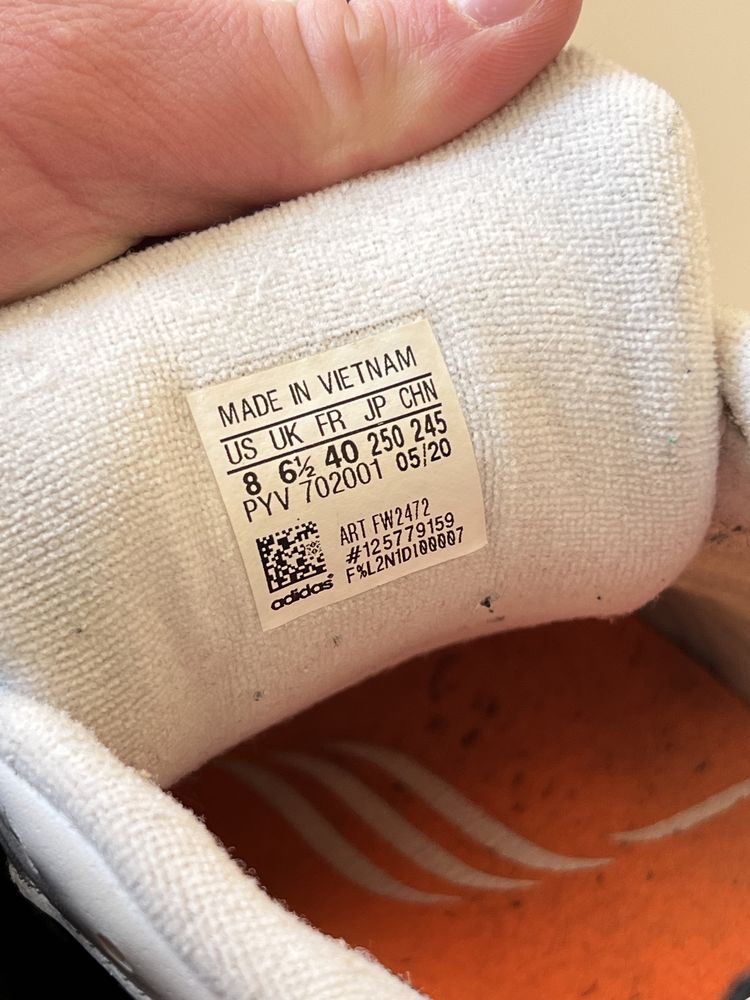 MADE IN VIETNAM
US UK FR JP CHN
8 6½ 40 250 245
PYV 702001 05/20
ART FW2472
#125779159
F%L2N1DI00007
adidas®